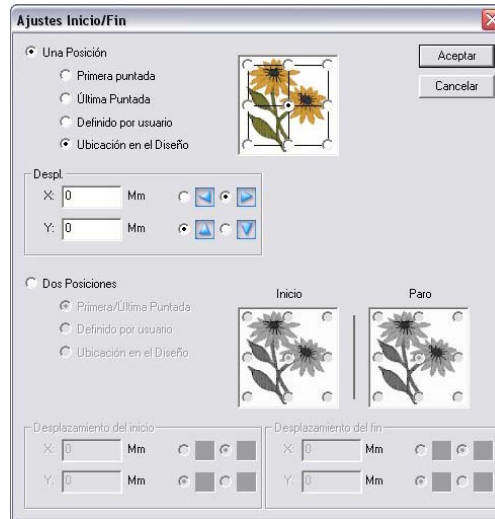 Ajustes Inicio/Fin
Una Posición
Primera puntada
Última Puntada
Definido por usuario
Ubicación en el Diseño
Aceptar
Cancelar
Despl.
X: 0 Mm
Y: 0 Mm
Dos Posiciones
Primera/Última Puntada
Definido por usuario
Ubicación en el Diseño
Inicio
Paro
Desplazamiento del inicio
X: 0 Mm
Y: 0 Mm
Desplazamiento del fin
X: 0 Mm
Y: 0 Mm